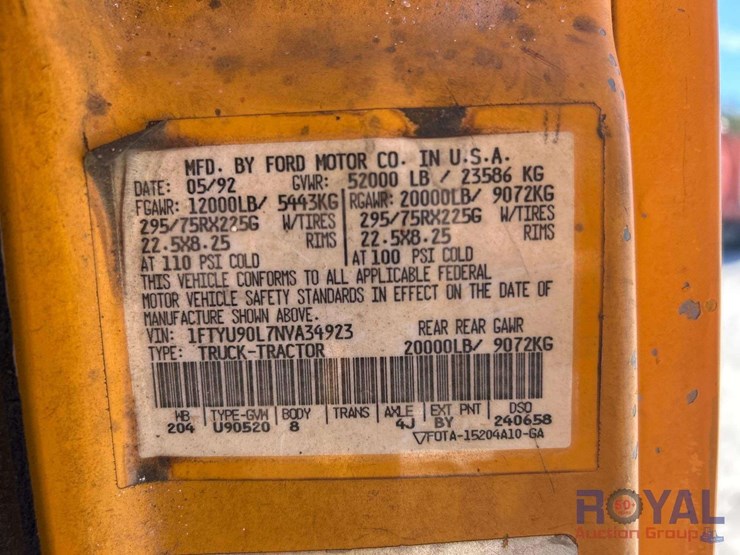 MFD. BY FORD MOTOR CO. IN U.S.A.
DATE: 05/92 GVWR: 52000 LB / 23586 KG
FGAWR: 12000LB/ 5443KG RGAWR: 20000LB/ 9072KG
295/75RX225G W/TIRES 295/75RX225G W/TIRES
22.5X8.25 RIMS 22.5X8.25 RIMS
AT 110 PSI COLD AT 100 PSI COLD
THIS VEHICLE CONFORMS TO ALL APPLICABLE FEDERAL
MOTOR VEHICLE SAFETY STANDARDS IN EFFECT ON THE DATE OF
MANUFACTURE SHOWN ABOVE.
VIN: 1FTYU90L7NVA34923 REAR REAR GAWR
TYPE: TRUCK-TRACTOR 20000LB/ 9072KG
WB TYPE-GVW BODY TRANS AXLE EXT PNT DSO
204 U90520 8 4J BY 240658
▽FOTA-15204A10-GA
ROYAL
Auction Group